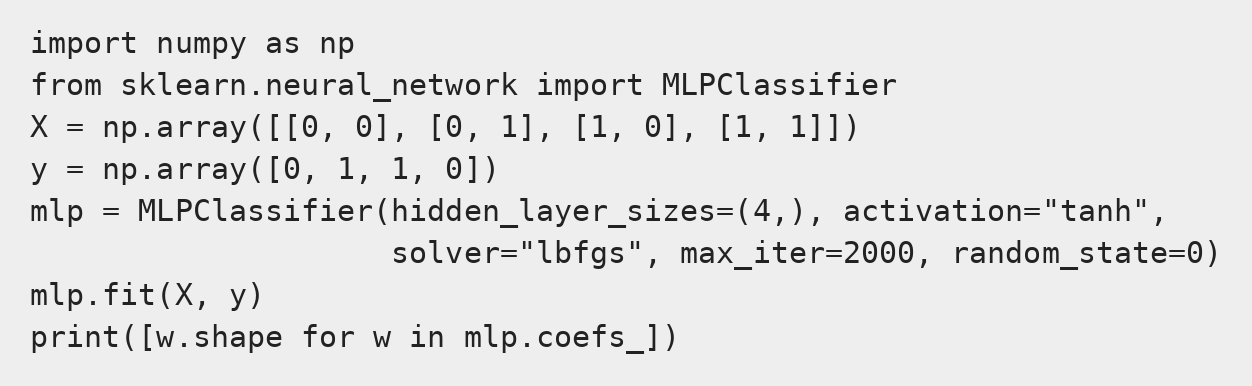 import numpy as np
from sklearn.neural_network import MLPClassifier
X = np.array([[0, 0], [0, 1], [1, 0], [1, 1]])
y = np.array([0, 1, 1, 0])
mlp = MLPClassifier(hidden_layer_sizes=(4,), activation="tanh",
                    solver="lbfgs", max_iter=2000, random_state=0)
mlp.fit(X, y)
print([w.shape for w in mlp.coefs_])